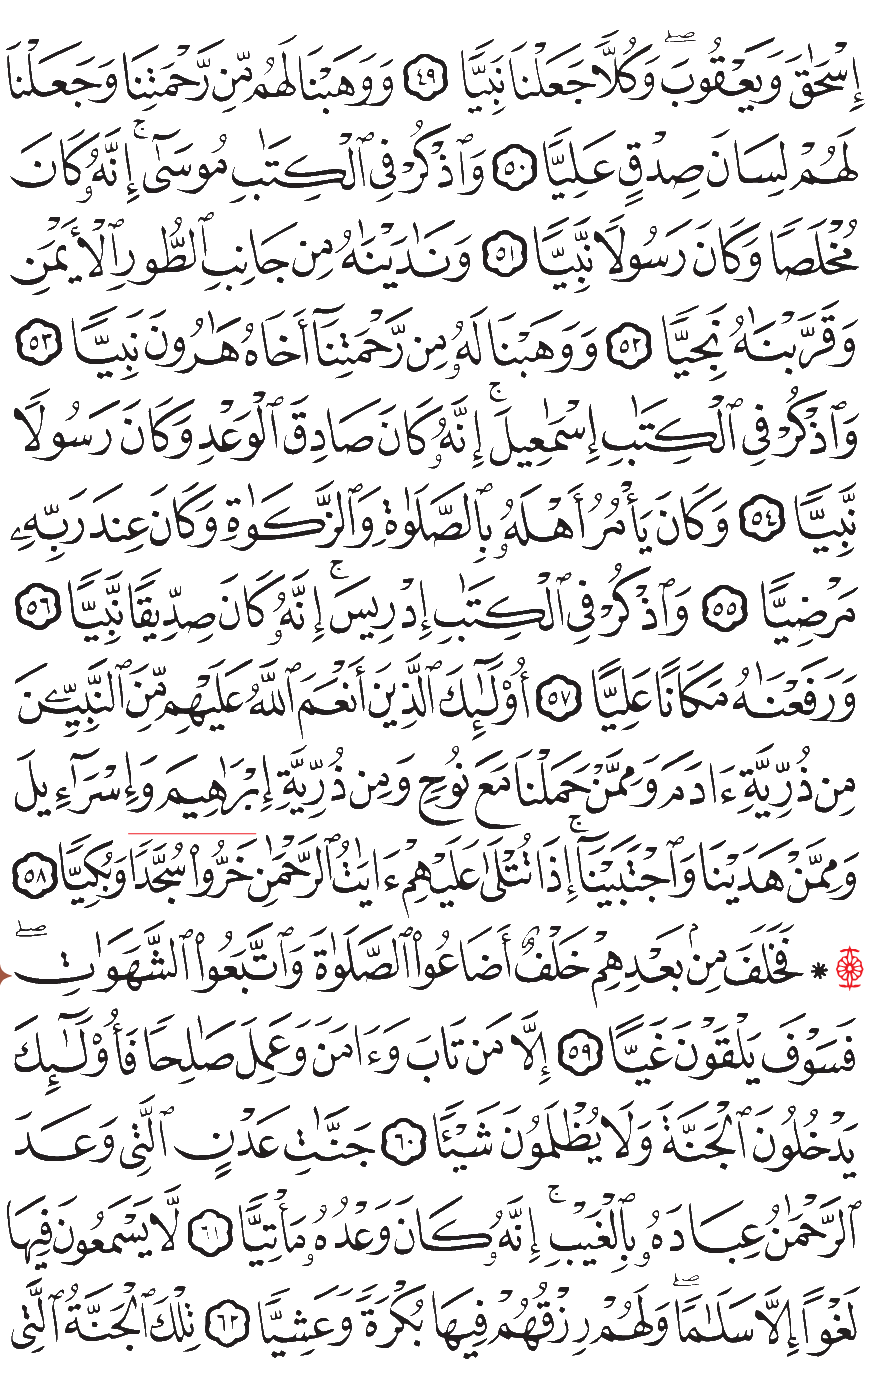 إِسْحَٰقَ وَيَعْقُوبَۖ وَكُلًّا جَعَلْنَا نَبِيًّا ٤٩ وَوَهَبْنَا لَهُم مِّن رَّحْمَتِنَا وَجَعَلْنَا
لَهُمْ لِسَانَ صِدْقٍ عَلِيًّا ٥٠ وَٱذْكُرْ فِى ٱلْكِتَٰبِ مُوسَىٰٓۚ إِنَّهُۥ كَانَ
مُخْلَصًا وَكَانَ رَسُولًا نَّبِيًّا ٥١ وَنَٰدَيْنَٰهُ مِن جَانِبِ ٱلطُّورِ ٱلْأَيْمَنِ
وَقَرَّبْنَٰهُ نَجِيًّا ٥٢ وَوَهَبْنَا لَهُۥ مِن رَّحْمَتِنَآ أَخَاهُ هَٰرُونَ نَبِيًّا ٥٣
وَٱذْكُرْ فِى ٱلْكِتَٰبِ إِسْمَٰعِيلَۚ إِنَّهُۥ كَانَ صَادِقَ ٱلْوَعْدِ وَكَانَ رَسُولًا
نَّبِيًّا ٥٤ وَكَانَ يَأْمُرُ أَهْلَهُۥ بِٱلصَّلَوٰةِ وَٱلزَّكَوٰةِ وَكَانَ عِندَ رَبِّهِۦ
مَرْضِيًّا ٥٥ وَٱذْكُرْ فِى ٱلْكِتَٰبِ إِدْرِيسَۚ إِنَّهُۥ كَانَ صِدِّيقًا نَّبِيًّا ٥٦
وَرَفَعْنَٰهُ مَكَانًا عَلِيًّا ٥٧ أُو۟لَٰٓئِكَ ٱلَّذِينَ أَنْعَمَ ٱللَّهُ عَلَيْهِم مِّنَ ٱلنَّبِيِّۦنَ
مِن ذُرِّيَّةِ ءَادَمَ وَمِمَّنْ حَمَلْنَا مَعَ نُوحٍ وَمِن ذُرِّيَّةِ إِبْرَٰهِيمَ وَإِسْرَٰٓءِيلَ
وَمِمَّنْ هَدَيْنَا وَٱجْتَبَيْنَآۚ إِذَا تُتْلَىٰ عَلَيْهِمْ ءَايَٰتُ ٱلرَّحْمَٰنِ خَرُّوا۟ سُجَّدًا وَبُكِيًّا ٥٨
* فَخَلَفَ مِنۢ بَعْدِهِمْ خَلْفٌ أَضَاعُوا۟ ٱلصَّلَوٰةَ وَٱتَّبَعُوا۟ ٱلشَّهَوَٰتِۖ
فَسَوْفَ يَلْقَوْنَ غَيًّا ٥٩ إِلَّا مَن تَابَ وَءَامَنَ وَعَمِلَ صَٰلِحًا فَأُو۟لَٰٓئِكَ
يَدْخُلُونَ ٱلْجَنَّةَ وَلَا يُظْلَمُونَ شَيْـًٔا ٦٠ جَنَّٰتِ عَدْنٍ ٱلَّتِى وَعَدَ
ٱلرَّحْمَٰنُ عِبَادَهُۥ بِٱلْغَيْبِۚ إِنَّهُۥ كَانَ وَعْدُهُۥ مَأْتِيًّا ٦١ لَّا يَسْمَعُونَ فِيهَا
لَغْوًا إِلَّا سَلَٰمًاۖ وَلَهُمْ رِزْقُهُمْ فِيهَا بُكْرَةً وَعَشِيًّا ٦٢ تِلْكَ ٱلْجَنَّةُ ٱلَّتِى